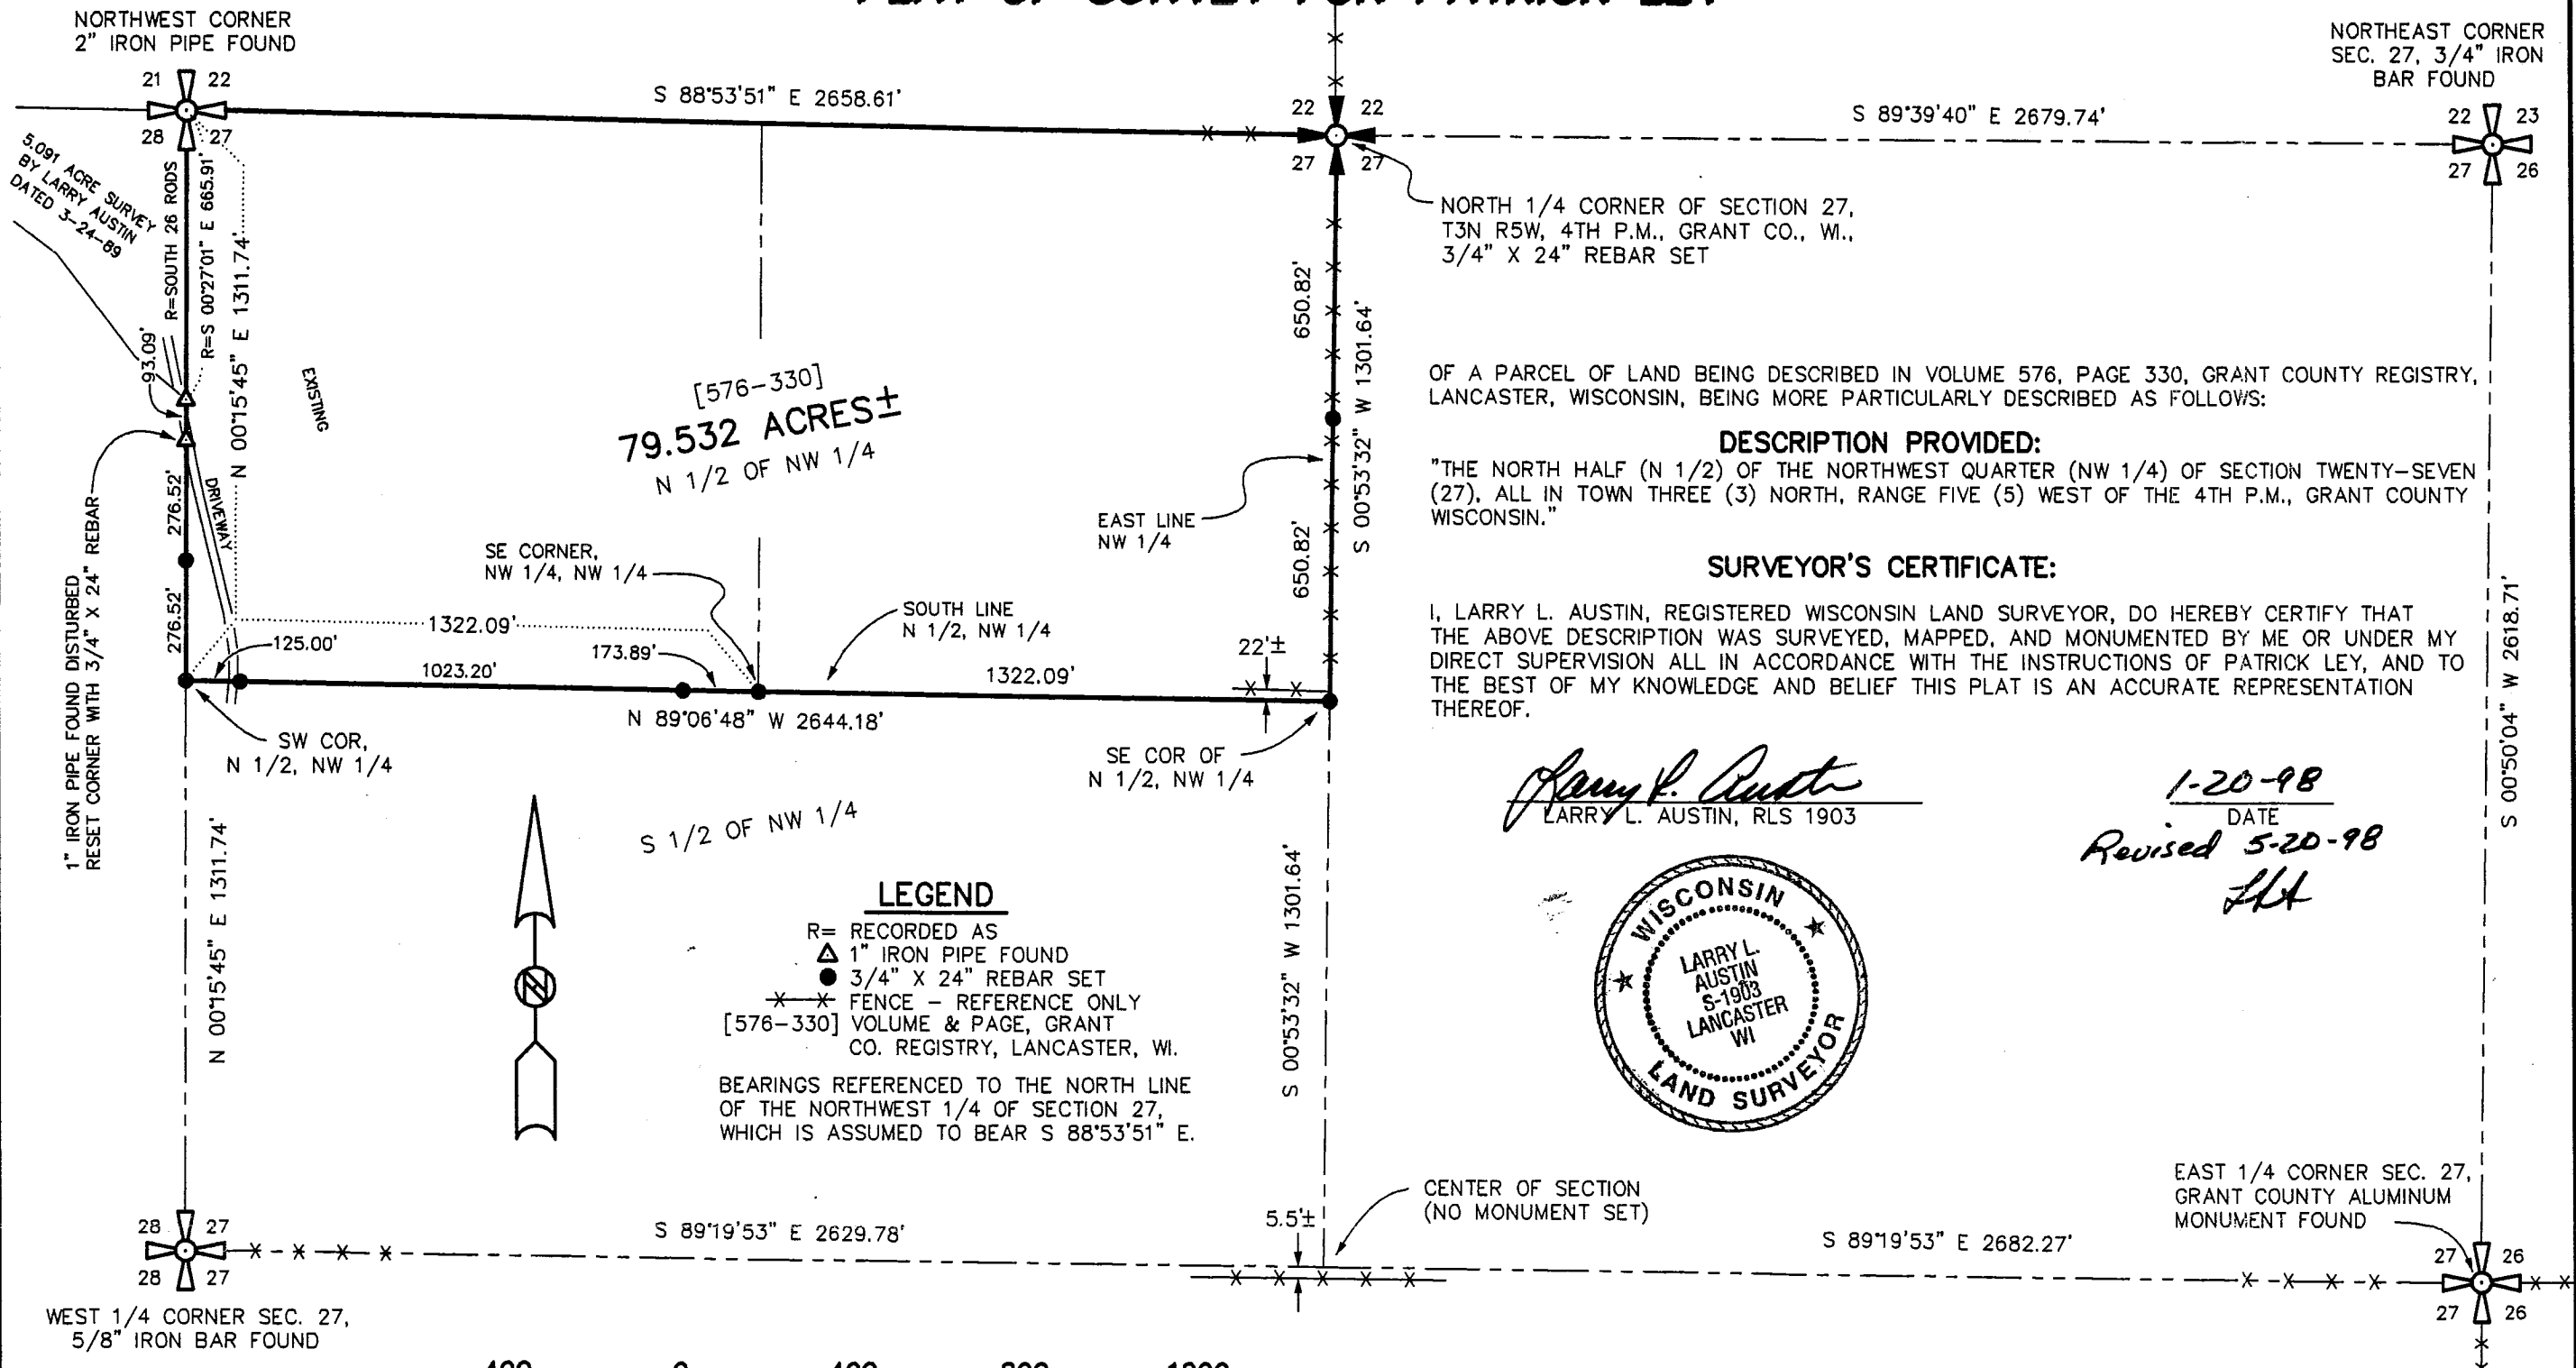 PLAT OF SURVEY FOR PATRICK LEY
NORTHWEST CORNER
2" IRON PIPE FOUND
21 22
28 27
S 88°53'51" E 2658.61'
22 22
27 27
S 89°39'40" E 2679.74'
NORTHEAST CORNER
SEC. 27, 3/4" IRON
BAR FOUND
22 23
27 26
5.091 ACRE SURVEY
BY LARRY AUSTIN
DATED 3-24-89
R=SOUTH 26 RODS
R=S 00°27'01" E 665.91'
N 00°15'45" E 1311.74'
93.09'
276.52'
276.52'
EXISTING
DRIVEWAY
1" IRON PIPE FOUND DISTURBED
RESET CORNER WITH 3/4" X 24" REBAR
[576-330]
79.532 ACRES±
N 1/2 OF NW 1/4
NORTH 1/4 CORNER OF SECTION 27,
T3N R5W, 4TH P.M., GRANT CO., WI.,
3/4" X 24" REBAR SET
650.82'
650.82'
S 00°53'32" W 1301.64'
EAST LINE
NW 1/4
SE CORNER,
NW 1/4, NW 1/4
SOUTH LINE
N 1/2, NW 1/4
1322.09'
125.00'
1023.20'
173.89'
1322.09'
22'±
N 89°06'48" W 2644.18'
SW COR,
N 1/2, NW 1/4
SE COR OF
N 1/2, NW 1/4
OF A PARCEL OF LAND BEING DESCRIBED IN VOLUME 576, PAGE 330, GRANT COUNTY REGISTRY,
LANCASTER, WISCONSIN, BEING MORE PARTICULARLY DESCRIBED AS FOLLOWS:
DESCRIPTION PROVIDED:
"THE NORTH HALF (N 1/2) OF THE NORTHWEST QUARTER (NW 1/4) OF SECTION TWENTY-SEVEN
(27), ALL IN TOWN THREE (3) NORTH, RANGE FIVE (5) WEST OF THE 4TH P.M., GRANT COUNTY
WISCONSIN."
SURVEYOR'S CERTIFICATE:
I, LARRY L. AUSTIN, REGISTERED WISCONSIN LAND SURVEYOR, DO HEREBY CERTIFY THAT
THE ABOVE DESCRIPTION WAS SURVEYED, MAPPED, AND MONUMENTED BY ME OR UNDER MY
DIRECT SUPERVISION ALL IN ACCORDANCE WITH THE INSTRUCTIONS OF PATRICK LEY, AND TO
THE BEST OF MY KNOWLEDGE AND BELIEF THIS PLAT IS AN ACCURATE REPRESENTATION
THEREOF.
Larry L. Austin
LARRY L. AUSTIN, RLS 1903
1-20-98
DATE
Revised 5-20-98
LLA
WISCONSIN
LARRY L.
AUSTIN
S-1903
LANCASTER
WI
LAND SURVEYOR
S 00°50'04" W 2618.71'
S 1/2 OF NW 1/4
N 00°15'45" E 1311.74'
S 00°53'32" W 1301.64'
N
LEGEND
R= RECORDED AS
1" IRON PIPE FOUND
3/4" X 24" REBAR SET
FENCE - REFERENCE ONLY
[576-330] VOLUME & PAGE, GRANT
CO. REGISTRY, LANCASTER, WI.
BEARINGS REFERENCED TO THE NORTH LINE
OF THE NORTHWEST 1/4 OF SECTION 27,
WHICH IS ASSUMED TO BEAR S 88°53'51" E.
28 27
28 27
WEST 1/4 CORNER SEC. 27,
5/8" IRON BAR FOUND
S 89°19'53" E 2629.78'
5.5'±
CENTER OF SECTION
(NO MONUMENT SET)
S 89°19'53" E 2682.27'
EAST 1/4 CORNER SEC. 27,
GRANT COUNTY ALUMINUM
MONUMENT FOUND
27 26
27 26